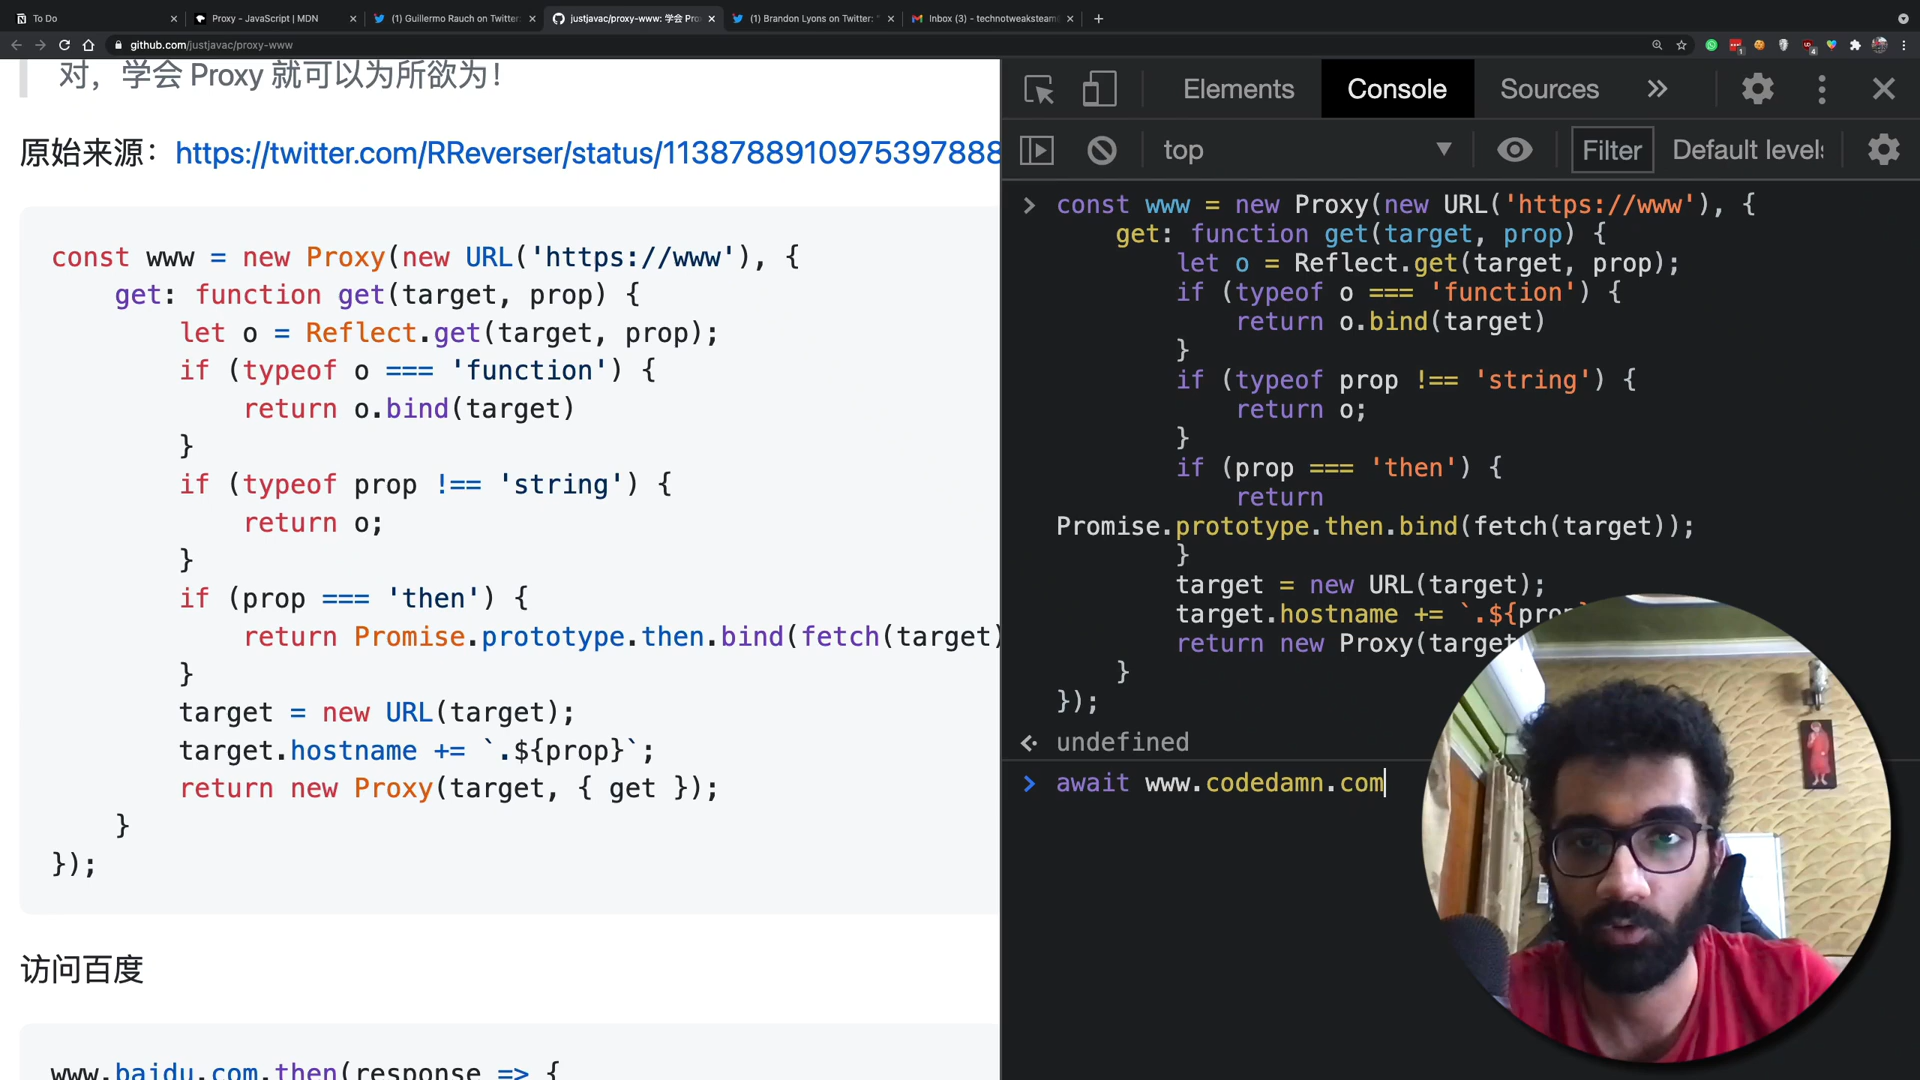 To Do
Proxy - JavaScript | MDN
(1) Guillermo Rauch on Twitter:
justjavac/proxy-www: 学会 Pro
(1) Brandon Lyons on Twitter: "
Inbox (3) - technotweaksteam
github.com/justjavac/proxy-www
对，学会 Proxy 就可以为所欲为！
原始来源：https://twitter.com/RReverser/status/1138788910975397888
const www = new Proxy(new URL('https://www'), {
get: function get(target, prop) {
let o = Reflect.get(target, prop);
if (typeof o === 'function') {
return o.bind(target)
}
if (typeof prop !== 'string') {
return o;
}
if (prop === 'then') {
return Promise.prototype.then.bind(fetch(target)
}
target = new URL(target);
target.hostname += `.${prop}`;
return new Proxy(target, { get });
}
});
访问百度
www.baidu.com.then(response => {
Elements
Console
Sources
top
Filter
Default levels
const www = new Proxy(new URL('https://www'), {
get: function get(target, prop) {
let o = Reflect.get(target, prop);
if (typeof o === 'function') {
return o.bind(target)
}
if (typeof prop !== 'string') {
return o;
}
if (prop === 'then') {
return
Promise.prototype.then.bind(fetch(target));
}
target = new URL(target);
target.hostname += `.${prop
return new Proxy(target
}
});
undefined
await www.codedamn.com